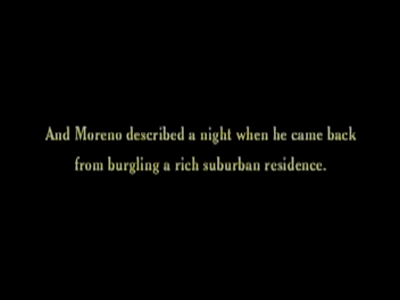 And Moreno described a night when he came back
from burgling a rich suburban residence.